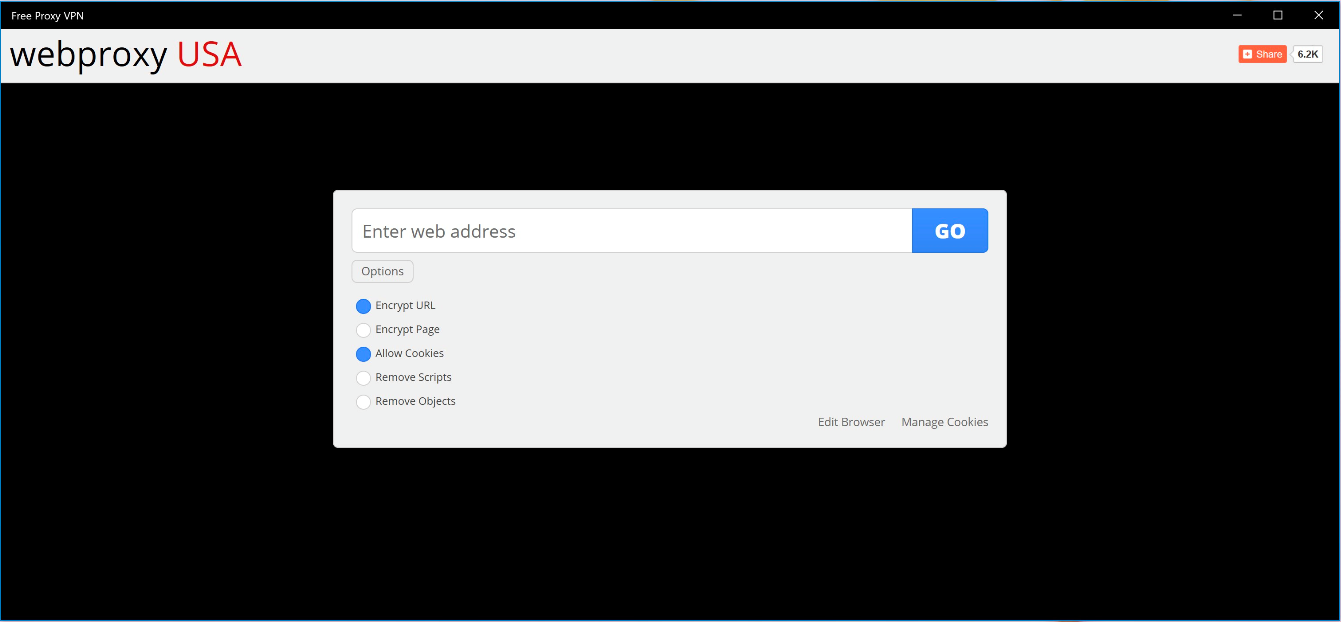 Free Proxy VPN
webproxy USA
Share 6.2K
Enter web address
GO
Options
Encrypt URL
Encrypt Page
Allow Cookies
Remove Scripts
Remove Objects
Edit Browser Manage Cookies